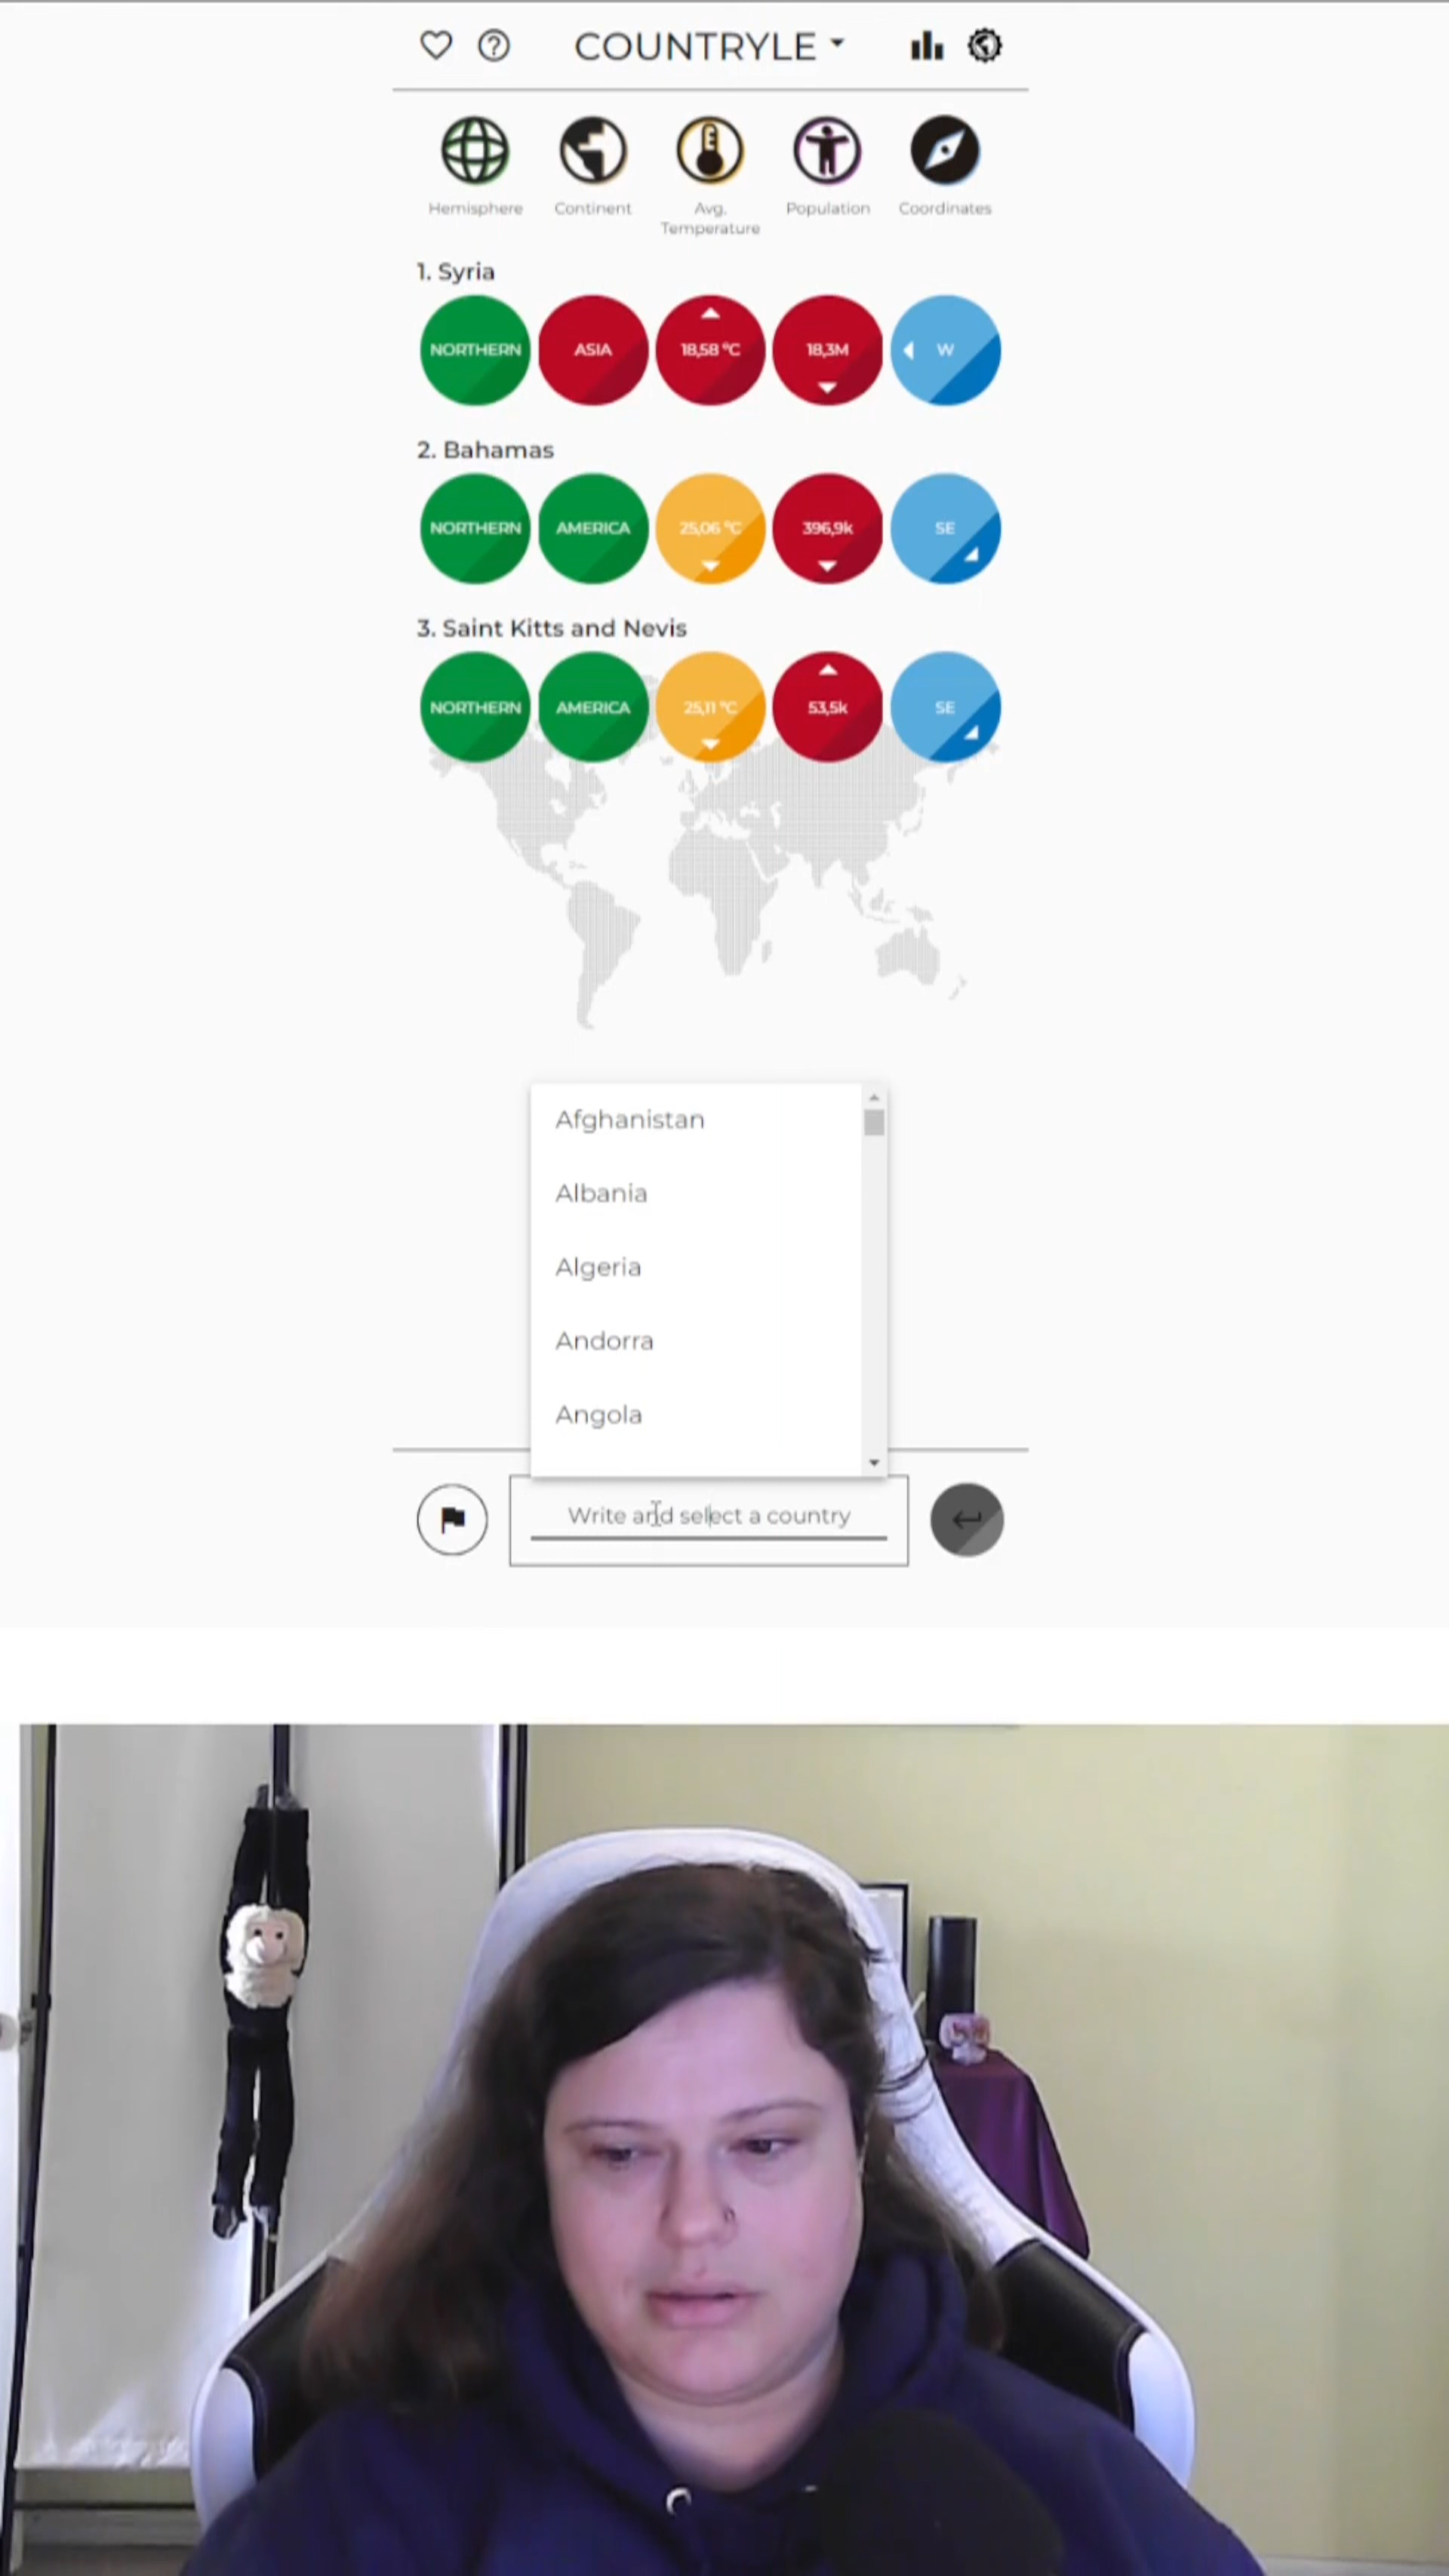 COUNTRYLE
Hemisphere Continent Avg. Temperature Population Coordinates
1. Syria
NORTHERN ASIA 18,58 °C 18,3M W
2. Bahamas
NORTHERN AMERICA 25,06 °C 396,9k SE
3. Saint Kitts and Nevis
NORTHERN AMERICA 25,11 °C 53,5k SE
Afghanistan
Albania
Algeria
Andorra
Angola
Write and select a country